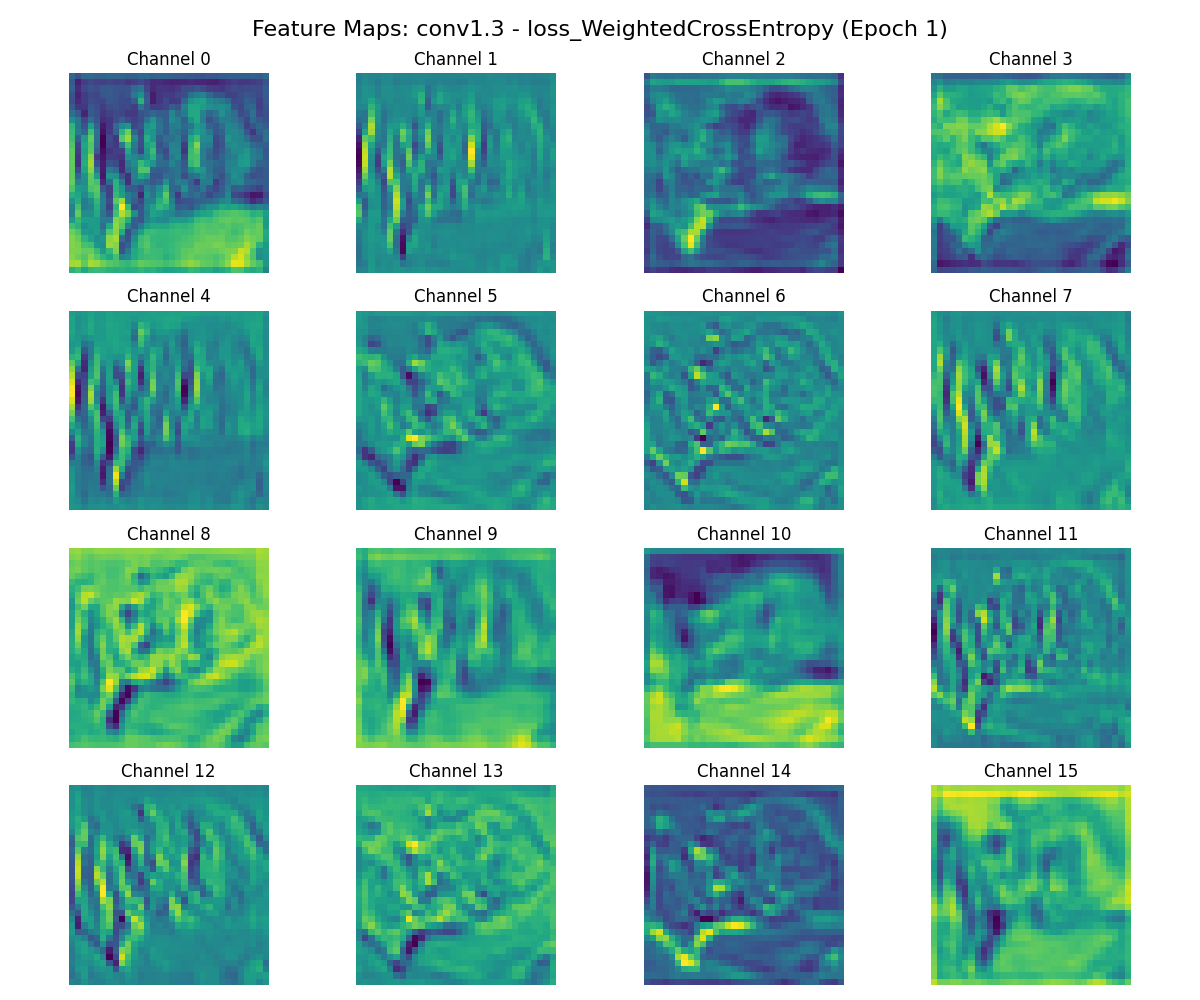 Feature Maps: conv1.3 - loss_WeightedCrossEntropy (Epoch 1)
Channel 0
Channel 1
Channel 2
Channel 3
Channel 4
Channel 5
Channel 6
Channel 7
Channel 8
Channel 9
Channel 10
Channel 11
Channel 12
Channel 13
Channel 14
Channel 15